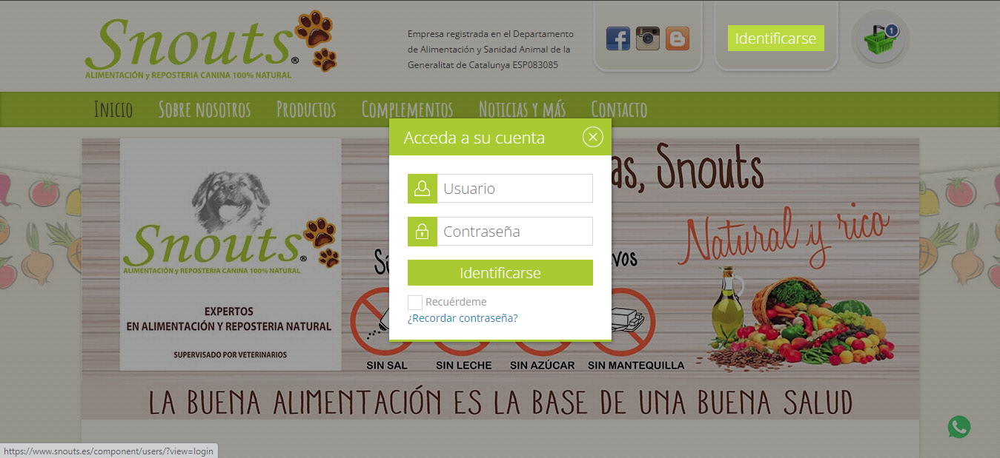 Snouts®
ALIMENTACIÓN y REPOSTERIA CANINA 100% NATURAL
Empresa registrada en el Departamento
de Alimentación y Sanidad Animal de la
Generalitat de Catalunya ESP083085
Identificarse
1
Inicio Sobre nosotros Productos Complementos Noticias y más Contacto
Acceda a su cuenta
Usuario
Contraseña
Identificarse
Recuérdeme
¿Recordar contraseña?
Snouts®
ALIMENTACIÓN y REPOSTERIA CANINA 100% NATURAL
EXPERTOS
EN ALIMENTACIÓN Y REPOSTERIA NATURAL
SUPERVISADO POR VETERINARIOS
as, Snouts
Natural y rico
SIN SAL SIN LECHE SIN AZÚCAR SIN MANTEQUILLA
LA BUENA ALIMENTACIÓN ES LA BASE DE UNA BUENA SALUD
https://www.snouts.es/component/users/?view=login